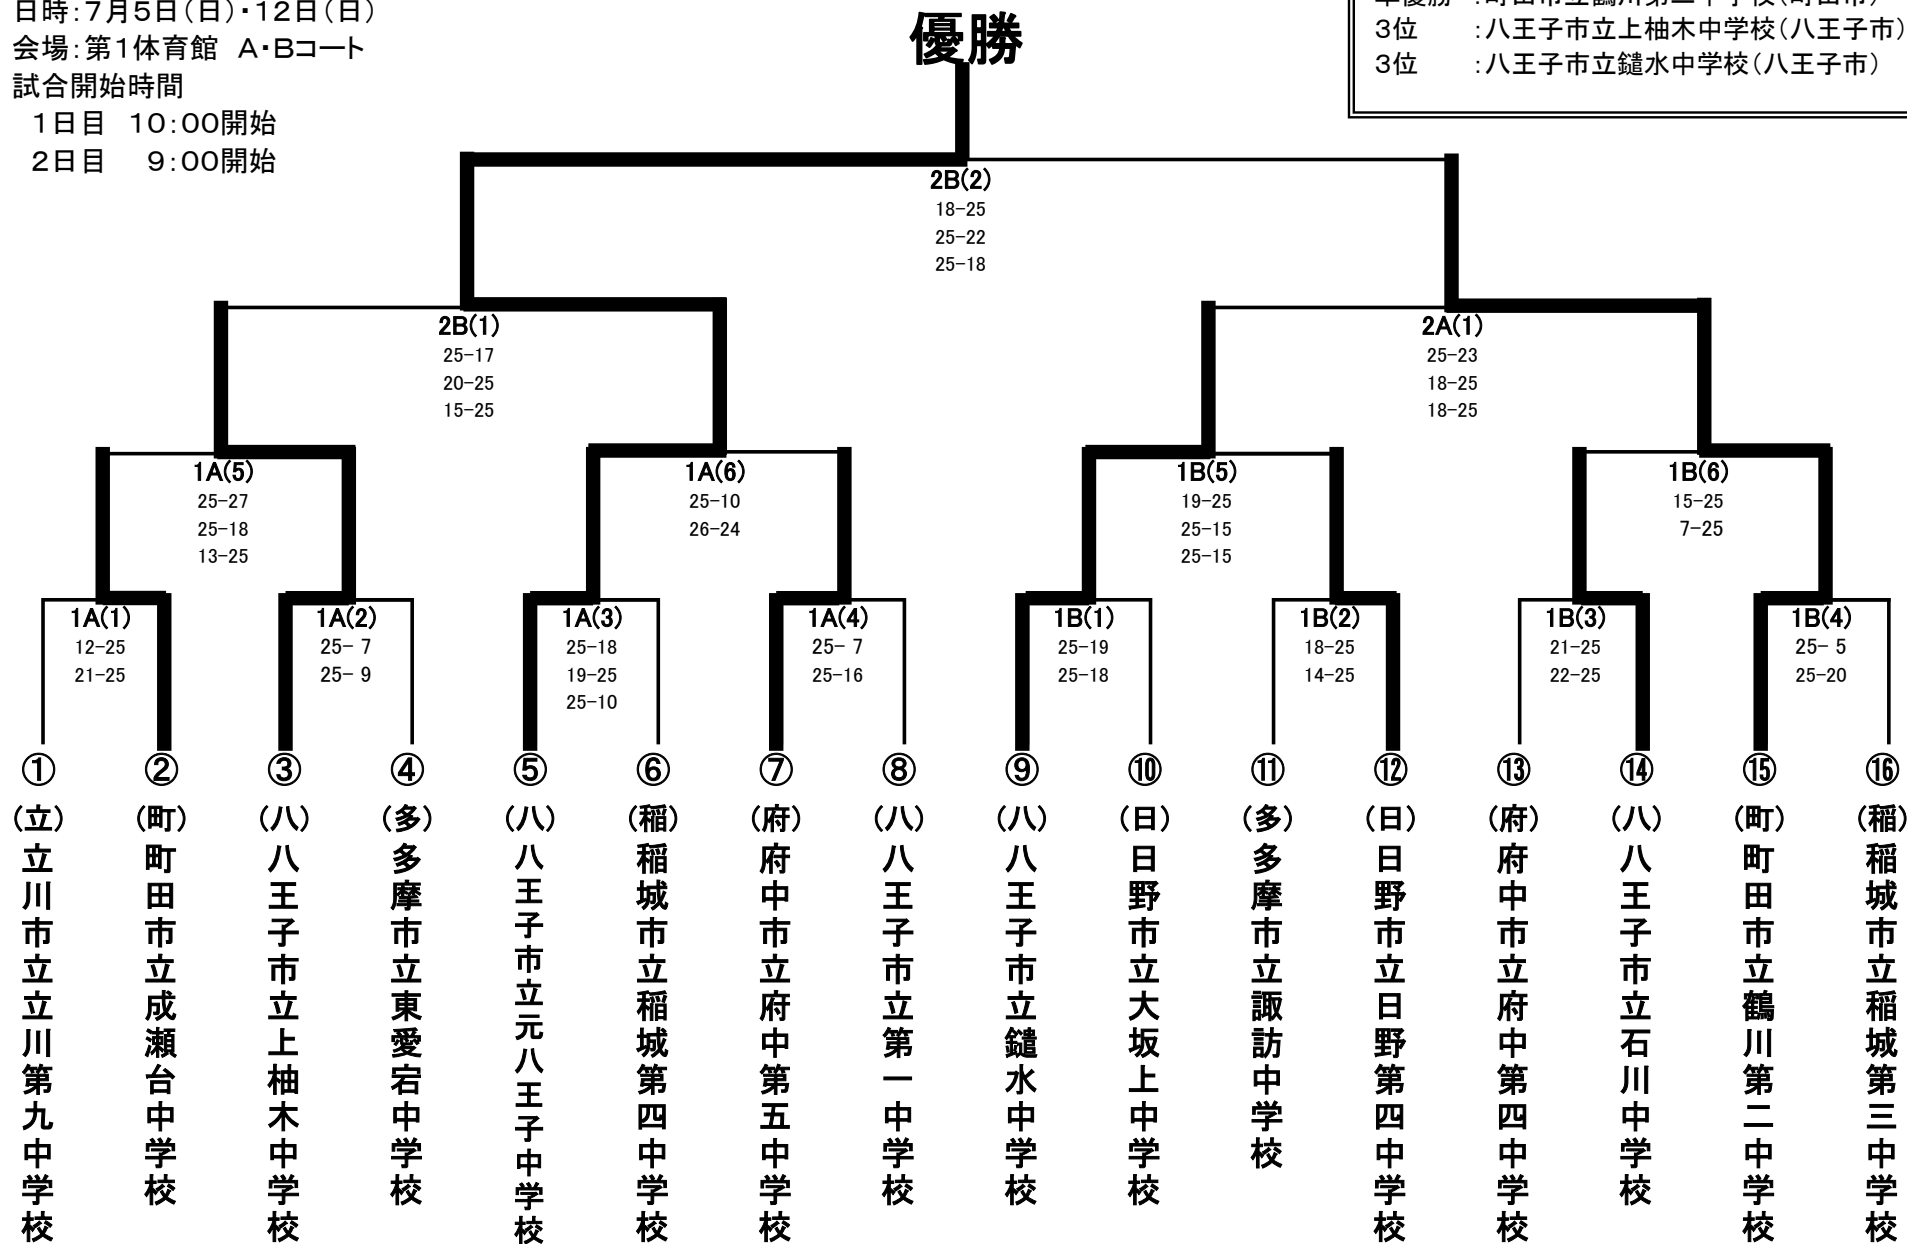 日時：７月５日（日）・１２日（日）
会場：第１体育館　Ａ・Ｂコート
試合開始時間
１日目　１０：００開始
２日目　９：００開始
優勝
準優勝　：町田市立鶴川第二中学校（町田市）
３位　：八王子市立上柚木中学校（八王子市）
３位　：八王子市立鑓水中学校（八王子市）
2B(2)
18-25
25-22
25-18
2B(1)
25-17
20-25
15-25
2A(1)
25-23
18-25
18-25
1A(5)
25-27
25-18
13-25
1A(6)
25-10
26-24
1B(5)
19-25
25-15
25-15
1B(6)
15-25
7-25
1A(1)
12-25
21-25
1A(2)
25- 7
25- 9
1A(3)
25-18
19-25
25-10
1A(4)
25- 7
25-16
1B(1)
25-19
25-18
1B(2)
18-25
14-25
1B(3)
21-25
22-25
1B(4)
25- 5
25-20
①
（立）
立川市立立川第九中学校
②
（町）
町田市立成瀬台中学校
③
（八）
八王子市立上柚木中学校
④
（多）
多摩市立東愛宕中学校
⑤
（八）
八王子市立元八王子中学校
⑥
（稲）
稲城市立稲城第四中学校
⑦
（府）
府中市立府中第五中学校
⑧
（八）
八王子市立第一中学校
⑨
（八）
八王子市立鑓水中学校
⑩
（日）
日野市立大坂上中学校
⑪
（多）
多摩市立諏訪中学校
⑫
（日）
日野市立日野第四中学校
⑬
（府）
府中市立府中第四中学校
⑭
（八）
八王子市立石川中学校
⑮
（町）
町田市立鶴川第二中学校
⑯
（稲）
稲城市立稲城第三中学校